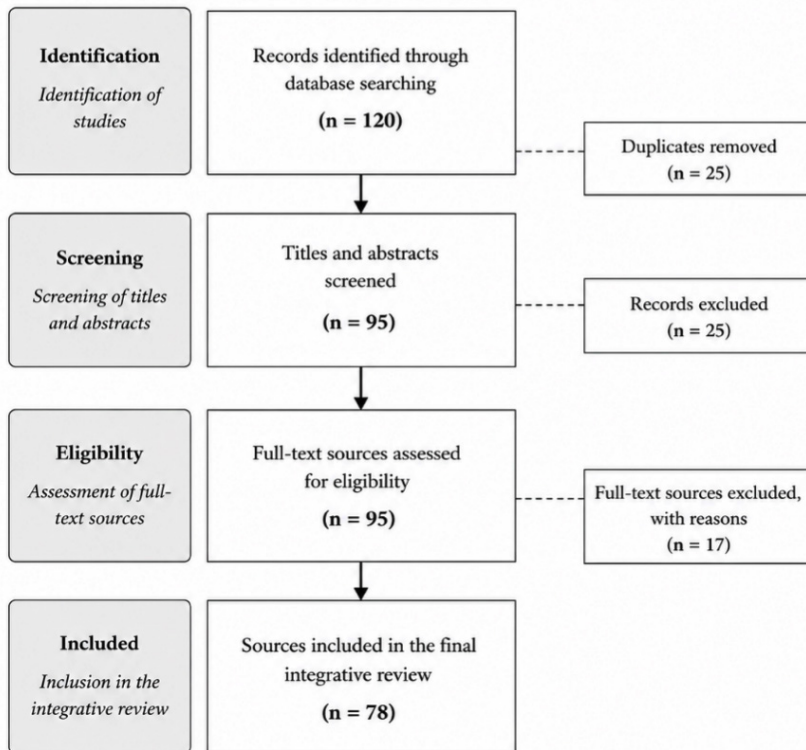 Identification
Identification of
studies
Records identified through
database searching
(n = 120)
Duplicates removed
(n = 25)
Screening
Screening of titles
and abstracts
Titles and abstracts
screened
(n = 95)
Records excluded
(n = 25)
Eligibility
Assessment of full-
text sources
Full-text sources assessed
for eligibility
(n = 95)
Full-text sources excluded,
with reasons
(n = 17)
Included
Inclusion in the
integrative review
Sources included in the final
integrative review
(n = 78)